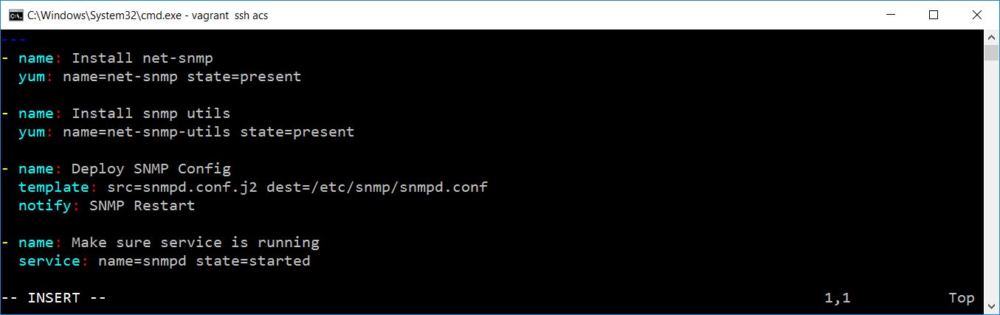 C:\Windows\System32\cmd.exe - vagrant  ssh acs
---
- name: Install net-snmp
  yum: name=net-snmp state=present

- name: Install snmp utils
  yum: name=net-snmp-utils state=present

- name: Deploy SNMP Config
  template: src=snmpd.conf.j2 dest=/etc/snmp/snmpd.conf
  notify: SNMP Restart

- name: Make sure service is running
  service: name=snmpd state=started

-- INSERT -- 1,1 Top